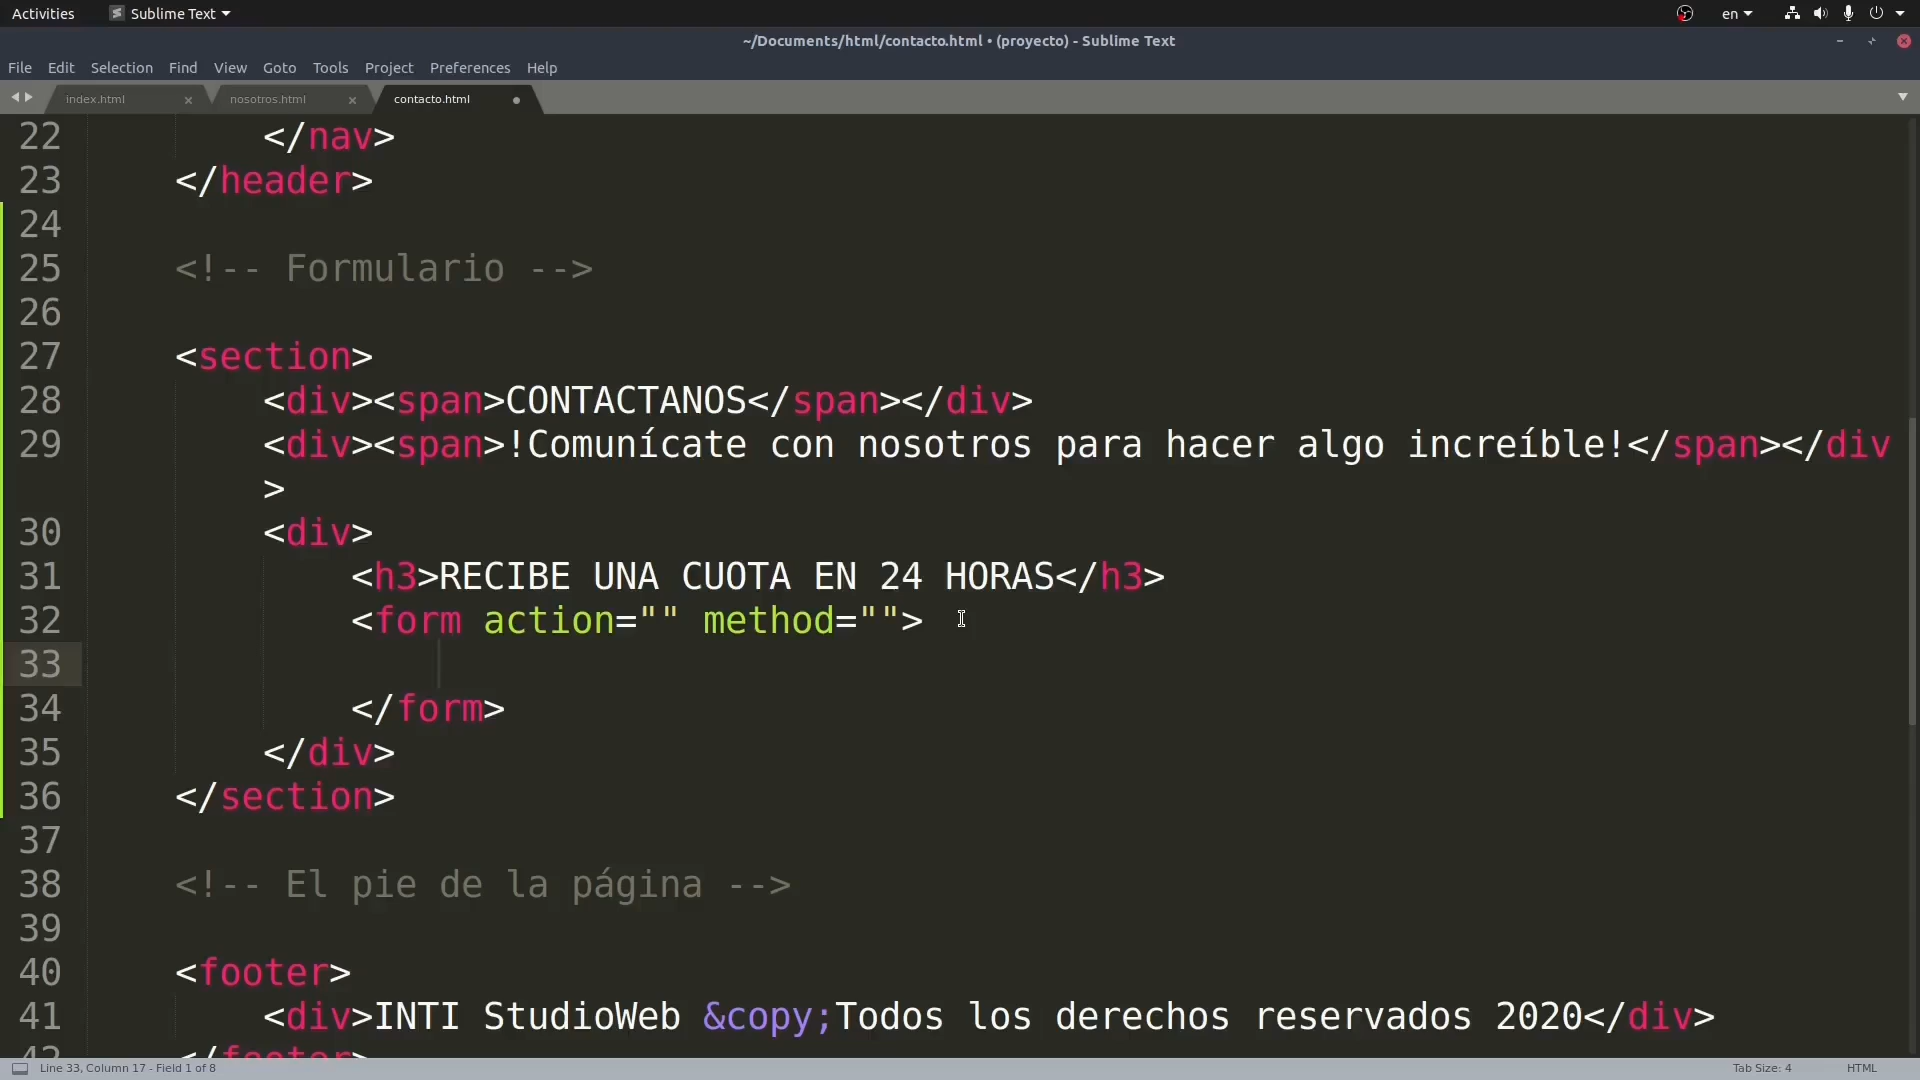 Activities Sublime Text en
~/Documents/html/contacto.html • (proyecto) - Sublime Text
File Edit Selection Find View Goto Tools Project Preferences Help
index.html × nosotros.html × contacto.html
22 </nav>
23 </header>
24
25 <!-- Formulario -->
26
27 <section>
28 <div><span>CONTACTANOS</span></div>
29 <div><span>!Comunícate con nosotros para hacer algo increíble!</span></div
>
30 <div>
31 <h3>RECIBE UNA CUOTA EN 24 HORAS</h3>
32 <form action="" method="">
33
34 </form>
35 </div>
36 </section>
37
38 <!-- El pie de la página -->
39
40 <footer>
41 <div>INTI StudioWeb &copy;Todos los derechos reservados 2020</div>
42 </footer>
Line 33, Column 17 - Field 1 of 8 Tab Size: 4 HTML